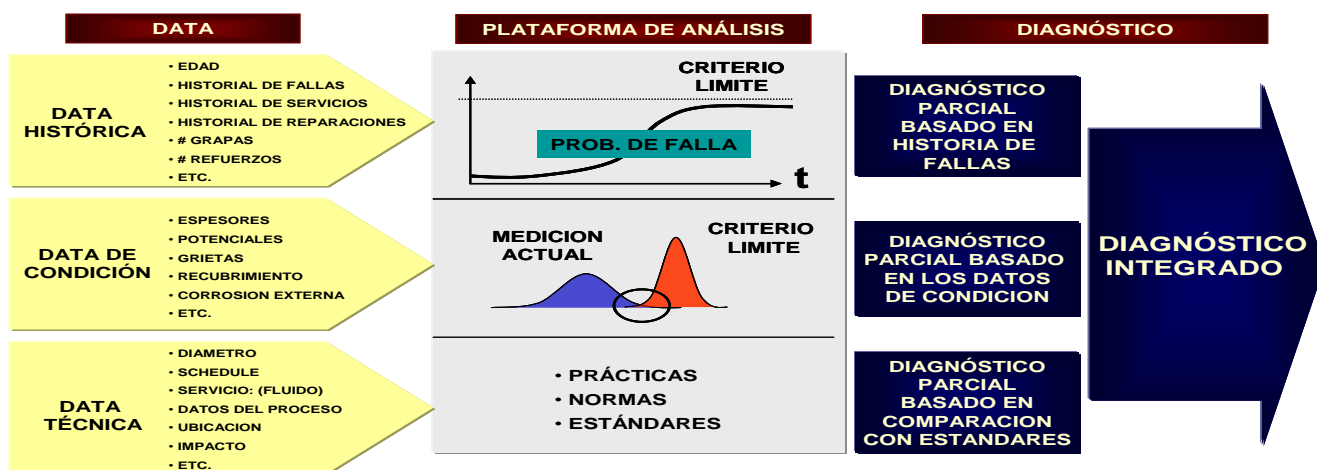 DATA
PLATAFORMA DE ANÁLISIS
DIAGNÓSTICO
DATA
HISTÓRICA
• EDAD
• HISTORIAL DE FALLAS
• HISTORIAL DE SERVICIOS
• HISTORIAL DE REPARACIONES
• # GRAPAS
• # REFUERZOS
• ETC.
CRITERIO
LIMITE
PROB. DE FALLA
t
DIAGNÓSTICO
PARCIAL
BASADO EN
HISTORIA DE
FALLAS
DATA DE
CONDICIÓN
• ESPESORES
• POTENCIALES
• GRIETAS
• RECUBRIMIENTO
• CORROSION EXTERNA
• ETC.
MEDICION
ACTUAL
CRITERIO
LIMITE
DIAGNÓSTICO
PARCIAL BASADO
EN LOS DATOS
DE CONDICION
DATA
TÉCNICA
• DIAMETRO
• SCHEDULE
• SERVICIO: (FLUIDO)
• DATOS DEL PROCESO
• UBICACION
• IMPACTO
• ETC.
• PRÁCTICAS
• NORMAS
• ESTÁNDARES
DIAGNÓSTICO
PARCIAL
BASADO EN
COMPARACION
CON ESTANDARES
DIAGNÓSTICO
INTEGRADO